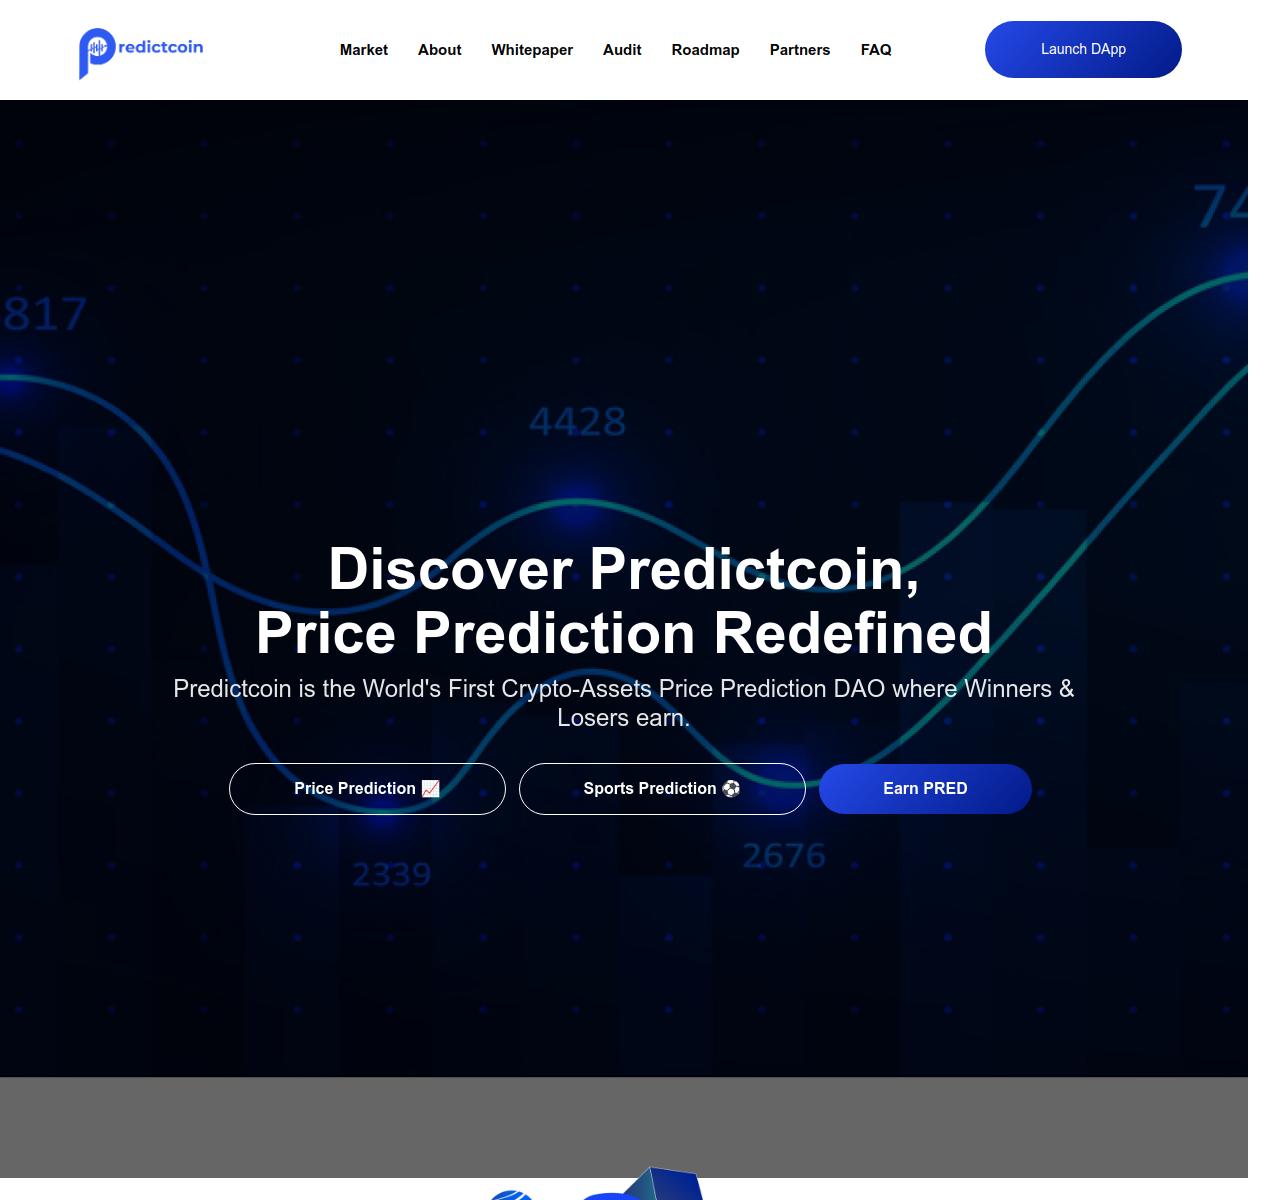 Predictcoin
Market About Whitepaper Audit Roadmap Partners FAQ
Launch DApp
817
4428
Discover Predictcoin,
Price Prediction Redefined
Predictcoin is the World's First Crypto-Assets Price Prediction DAO where Winners &
Losers earn.
Price Prediction 📈 Sports Prediction ⚽ Earn PRED
2676
2339